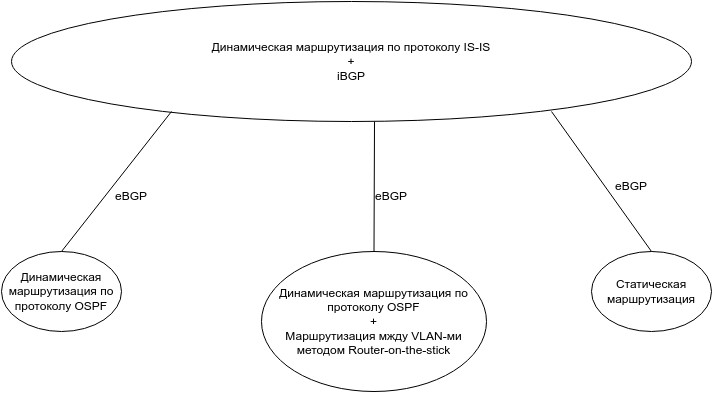 Динамическая маршрутизация по протоколу IS-IS
+
iBGP
eBGP
eBGP
eBGP
Динамическая
маршрутизация по
протоколу OSPF
Динамическая маршрутизация по
протоколу OSPF
+
Маршрутизация мжду VLAN-ми
методом Router-on-the-stick
Статическая
маршрутизация